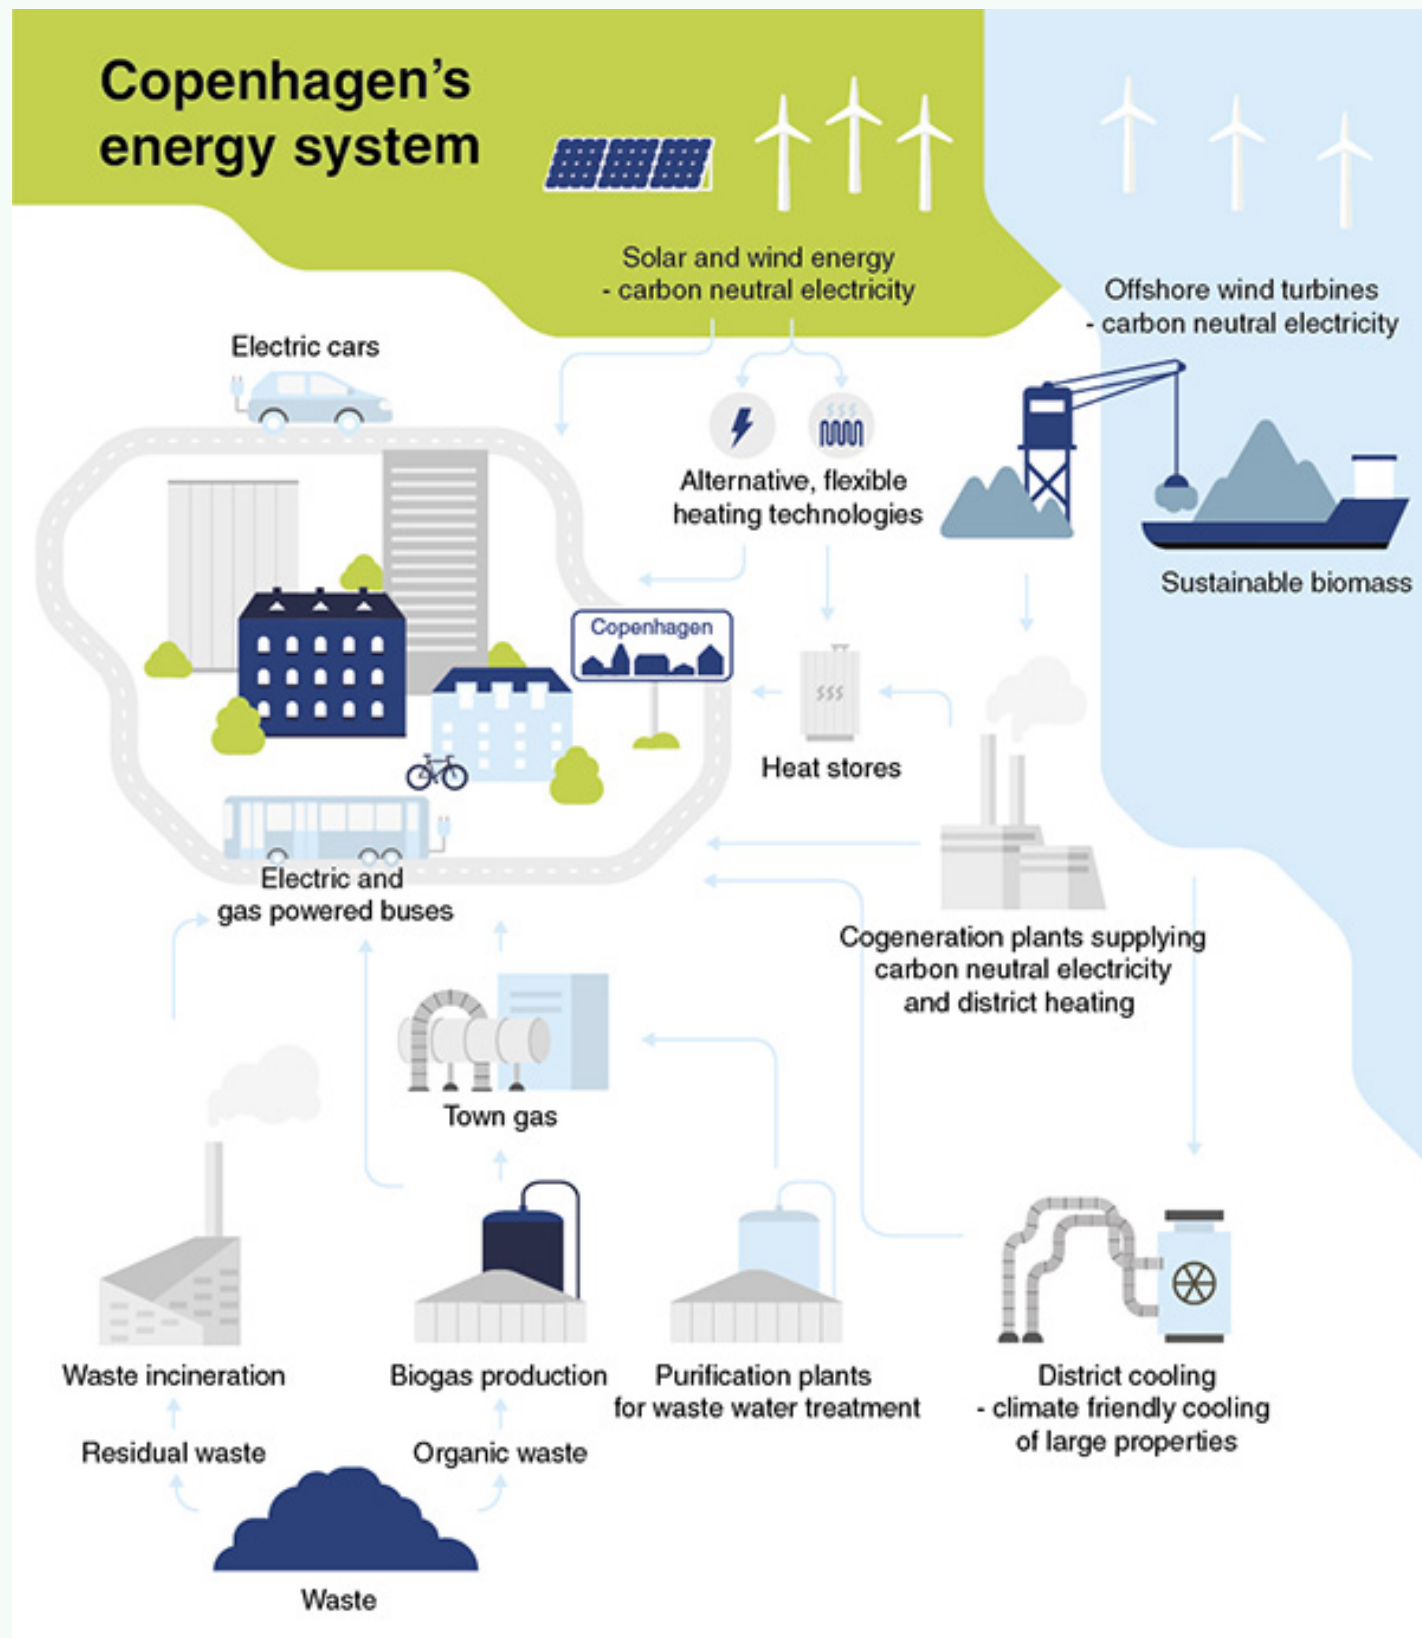 Copenhagen's
energy system
Solar and wind energy
- carbon neutral electricity
Offshore wind turbines
- carbon neutral electricity
Electric cars
Alternative, flexible
heating technologies
Sustainable biomass
Copenhagen
Heat stores
Electric and
gas powered buses
Cogeneration plants supplying
carbon neutral electricity
and district heating
Town gas
Waste incineration
Biogas production
Purification plants
for waste water treatment
District cooling
- climate friendly cooling
of large properties
Residual waste
Organic waste
Waste